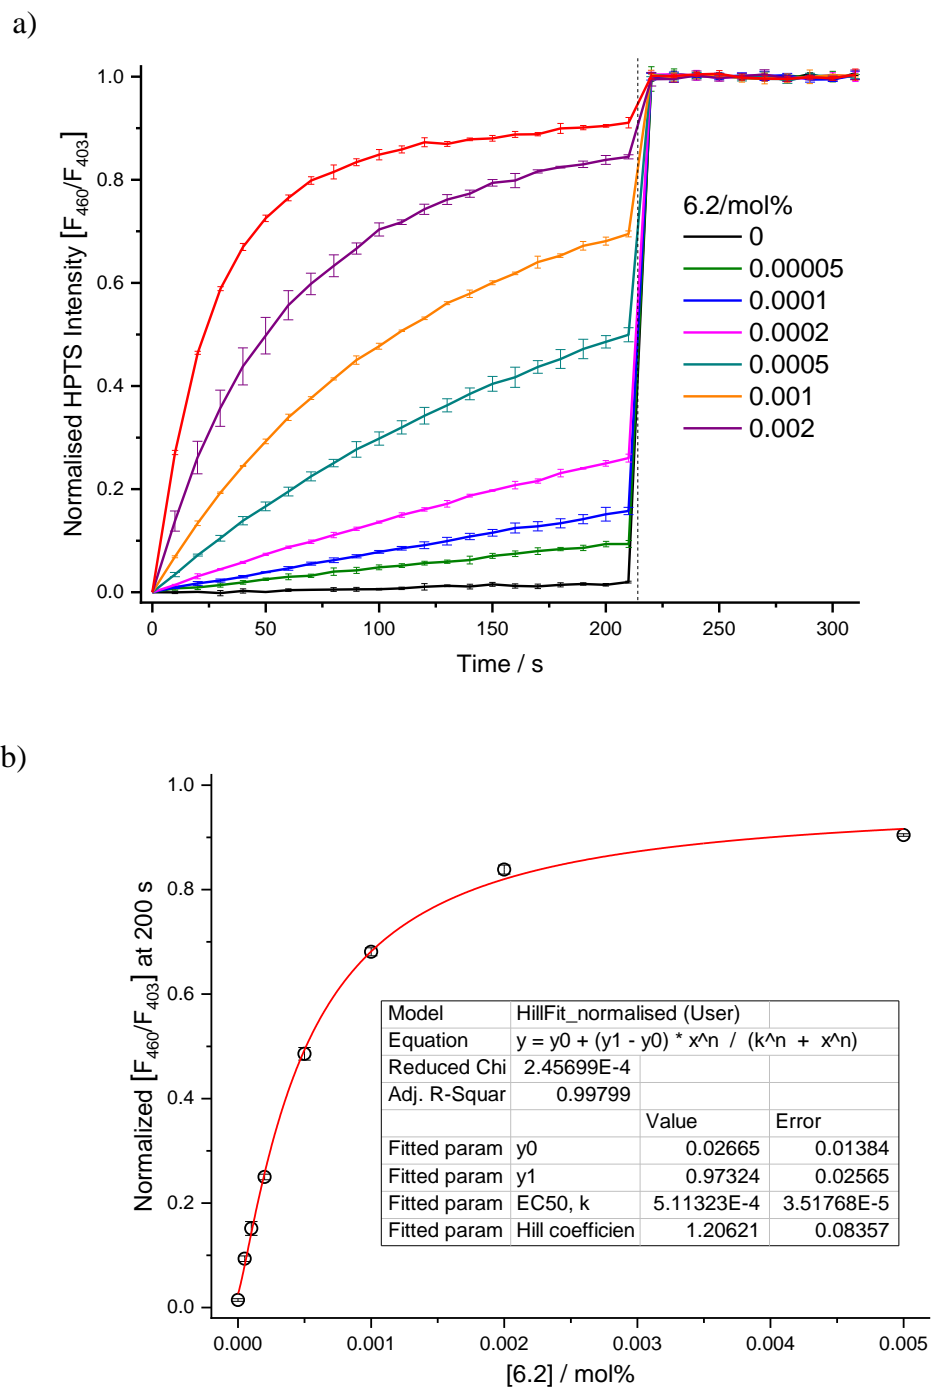 a)
Normalised HPTS Intensity [F460/F403]
1.0
0.8
0.6
0.4
0.2
0.0
6.2/mol%
0
0.00005
0.0001
0.0002
0.0005
0.001
0.002
0 50 100 150 200 250 300
Time / s
b)
Normalized [F460/F403] at 200 s
1.0
0.8
0.6
0.4
0.2
0.0
Model HillFit_normalised (User)
Equation y = y0 + (y1 - y0) * x^n / (k^n + x^n)
Reduced Chi 2.45699E-4
Adj. R-Squar 0.99799
Value Error
Fitted param y0 0.02665 0.01384
Fitted param y1 0.97324 0.02565
Fitted param EC50, k 5.11323E-4 3.51768E-5
Fitted param Hill coefficien 1.20621 0.08357
0.000 0.001 0.002 0.003 0.004 0.005
[6.2] / mol%